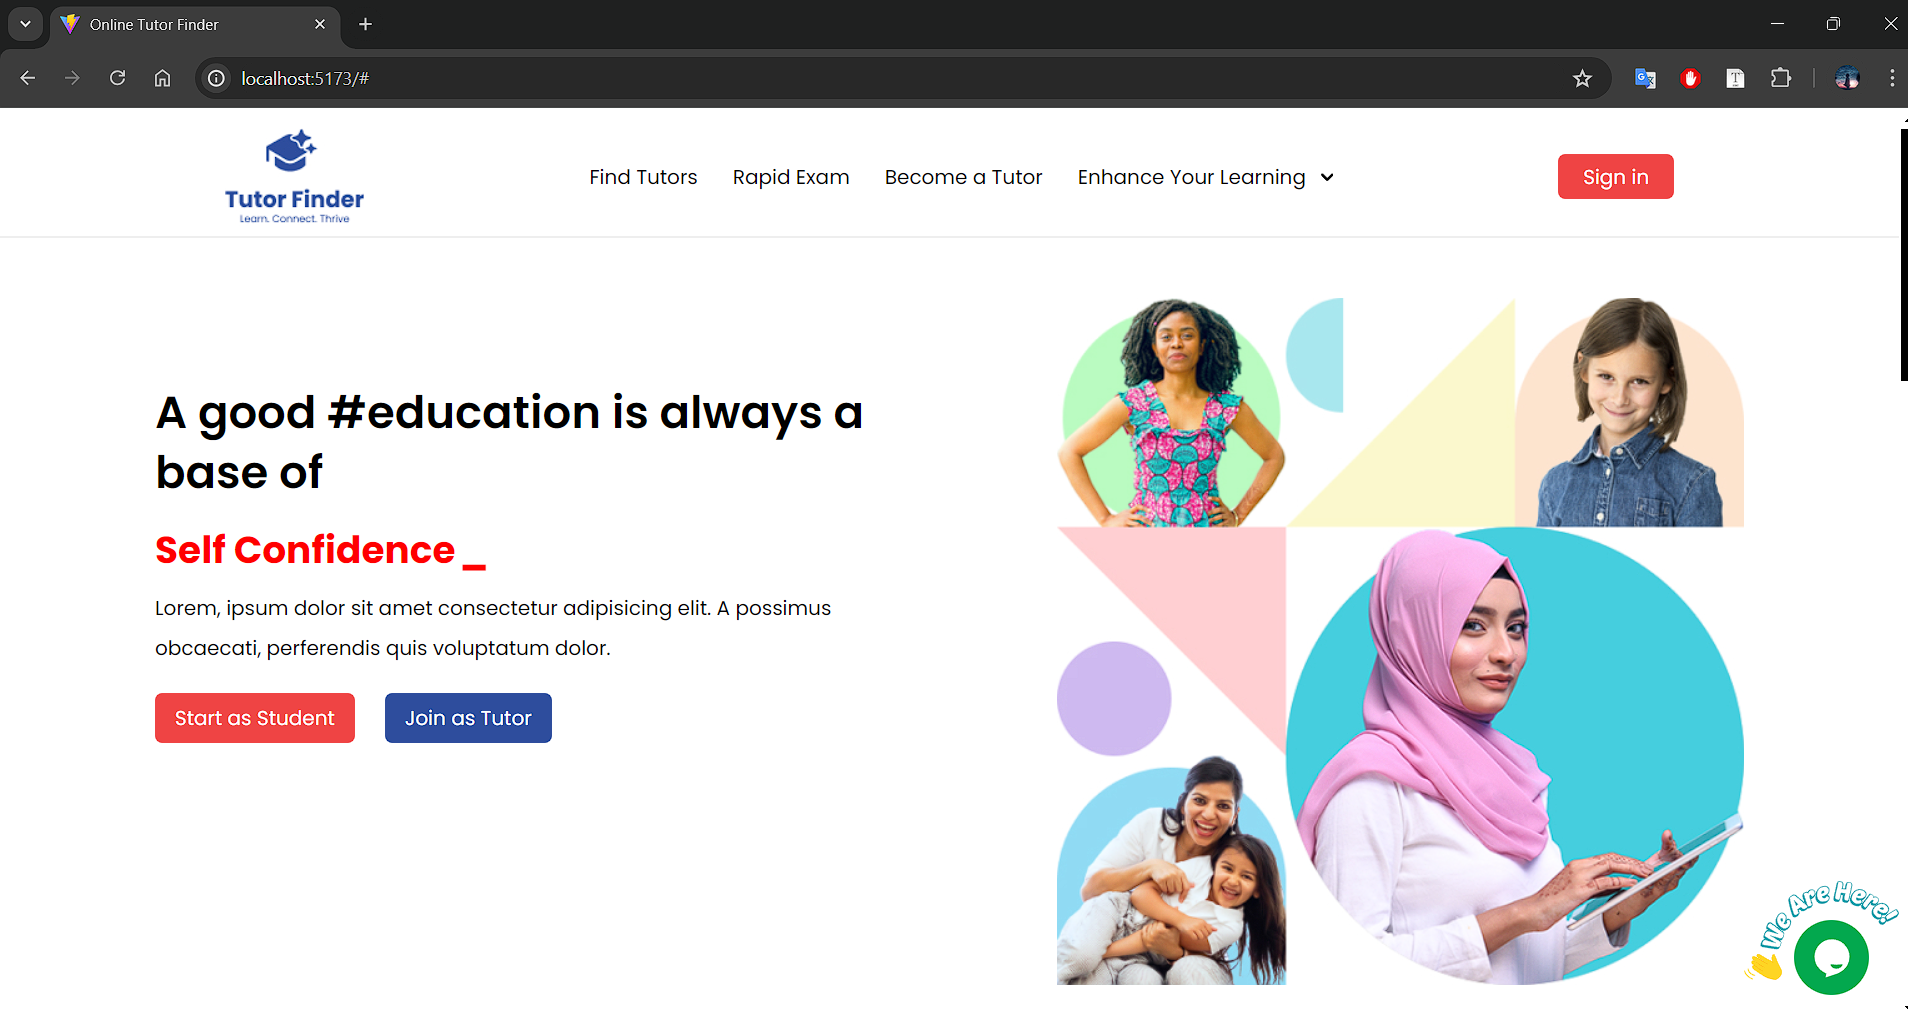 Online Tutor Finder
localhost:5173/#
Tutor Finder
Learn. Connect. Thrive
Find Tutors
Rapid Exam
Become a Tutor
Enhance Your Learning
Sign in
A good #education is always a
base of
Self Confidence _
Lorem, ipsum dolor sit amet consectetur adipisicing elit. A possimus
obcaecati, perferendis quis voluptatum dolor.
Start as Student
Join as Tutor
We Are Here!